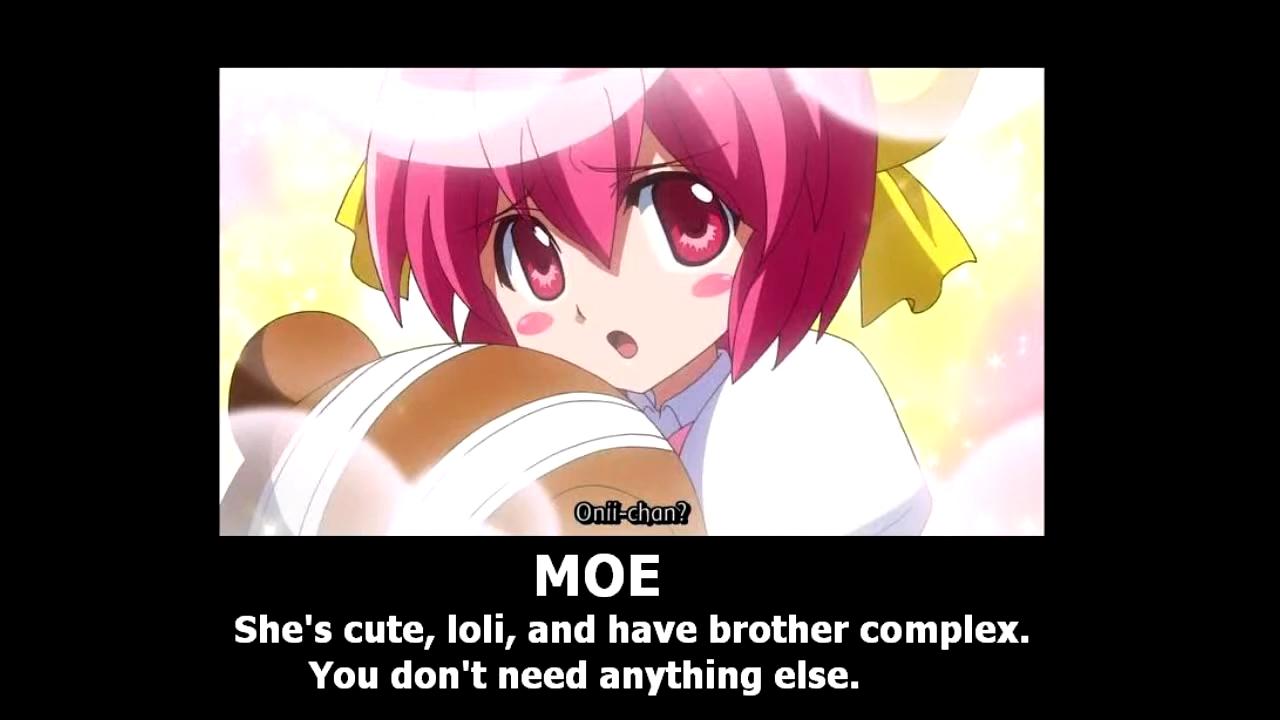 Onii-chan?
MOE
She's cute, loli, and have brother complex.
You don't need anything else.